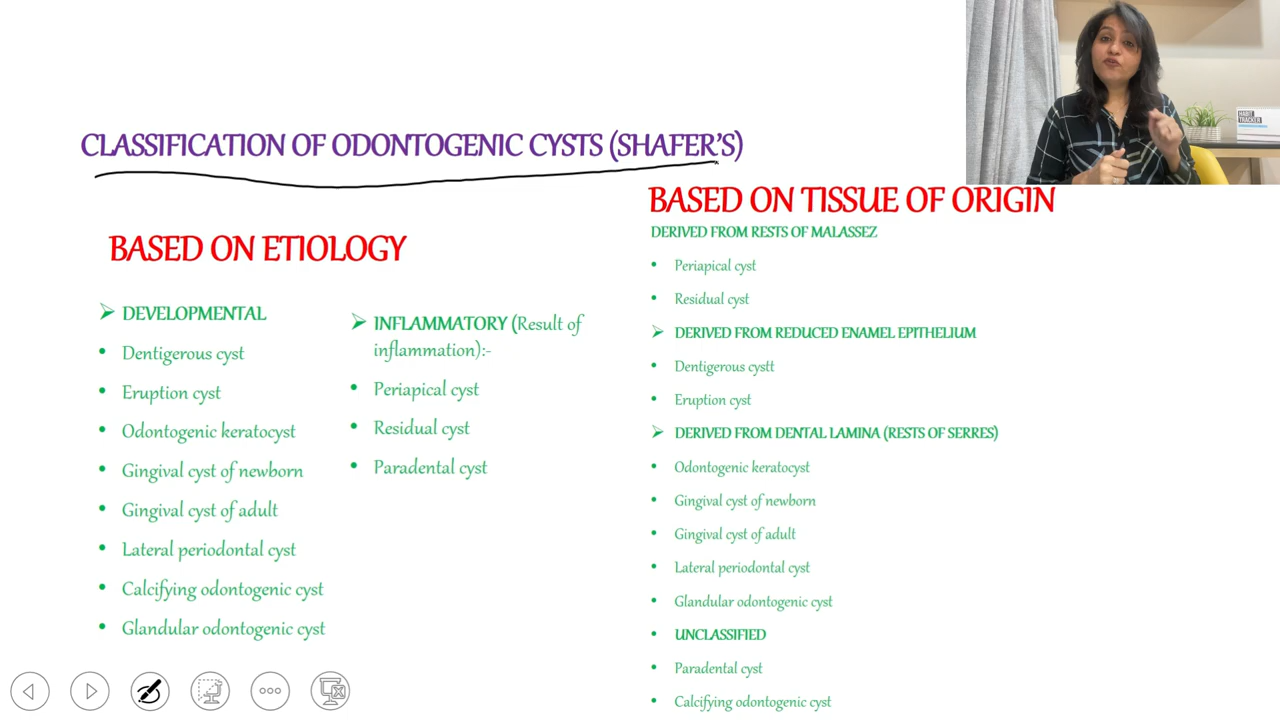 CLASSIFICATION OF ODONTOGENIC CYSTS (SHAFER'S)
BASED ON ETIOLOGY
DEVELOPMENTAL
Dentigerous cyst
Eruption cyst
Odontogenic keratocyst
Gingival cyst of newborn
Gingival cyst of adult
Lateral periodontal cyst
Calcifying odontogenic cyst
Glandular odontogenic cyst
INFLAMMATORY (Result of
inflammation):-
Periapical cyst
Residual cyst
Paradental cyst
BASED ON TISSUE OF ORIGIN
DERIVED FROM RESTS OF MALASSEZ
Periapical cyst
Residual cyst
DERIVED FROM REDUCED ENAMEL EPITHELIUM
Dentigerous cystt
Eruption cyst
DERIVED FROM DENTAL LAMINA (RESTS OF SERRES)
Odontogenic keratocyst
Gingival cyst of newborn
Gingival cyst of adult
Lateral periodontal cyst
Glandular odontogenic cyst
UNCLASSIFIED
Paradental cyst
Calcifying odontogenic cyst
HABIT
TRACKER